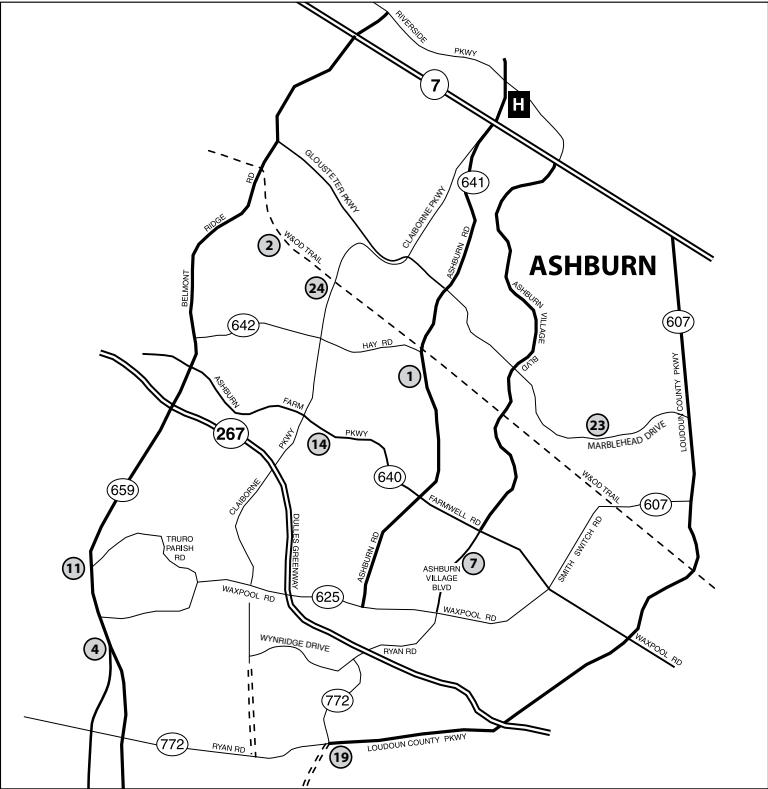 RIVERSIDE
PKWY
7
H
GLOUSTETER PKWY
641
CLAIBORNE PKWY
RD
RIDGE
BELMONT
2
W&OD TRAIL
24
ASHBURN RD
ASHBURN
ASHBURN
VILLAGE
BLVD
642
HAY RD
607
LOUDOUN COUNTY PKWY
1
ASHBURN
FARM
PKWY
14
267
PKWY
CLAIBORNE
23
MARBLEHEAD DRIVE
640
659
FARMWELL RD
W&OD TRAIL
607
SMITH SWITCH RD
DULLES GREENWAY
TRURO
PARISH
RD
ASHBURN RD
11
7
ASHBURN
VILLAGE
BLVD
WAXPOOL RD
625
WAXPOOL RD
WAXPOOL RD
4
WYNRIDGE DRIVE
RYAN RD
772
772
RYAN RD
LOUDOUN COUNTY PKWY
19